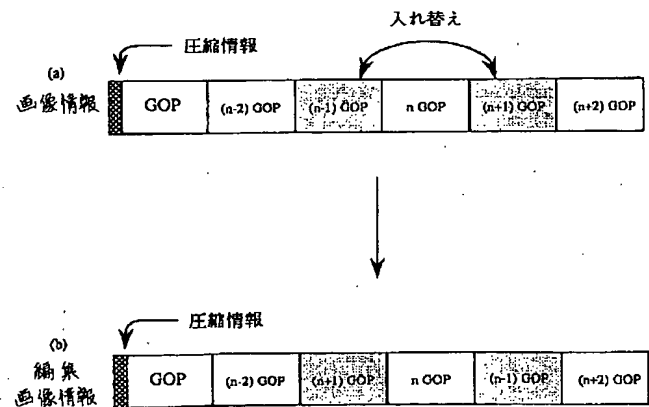 入れ替え
圧縮情報
(a)
画像情報
GOP
(n-2) GOP
(n-1) GOP
n GOP
(n+1) GOP
(n+2) GOP
圧縮情報
(b)
編集
画像情報
GOP
(n-2) GOP
(n+1) GOP
n GOP
(n-1) GOP
(n+2) GOP